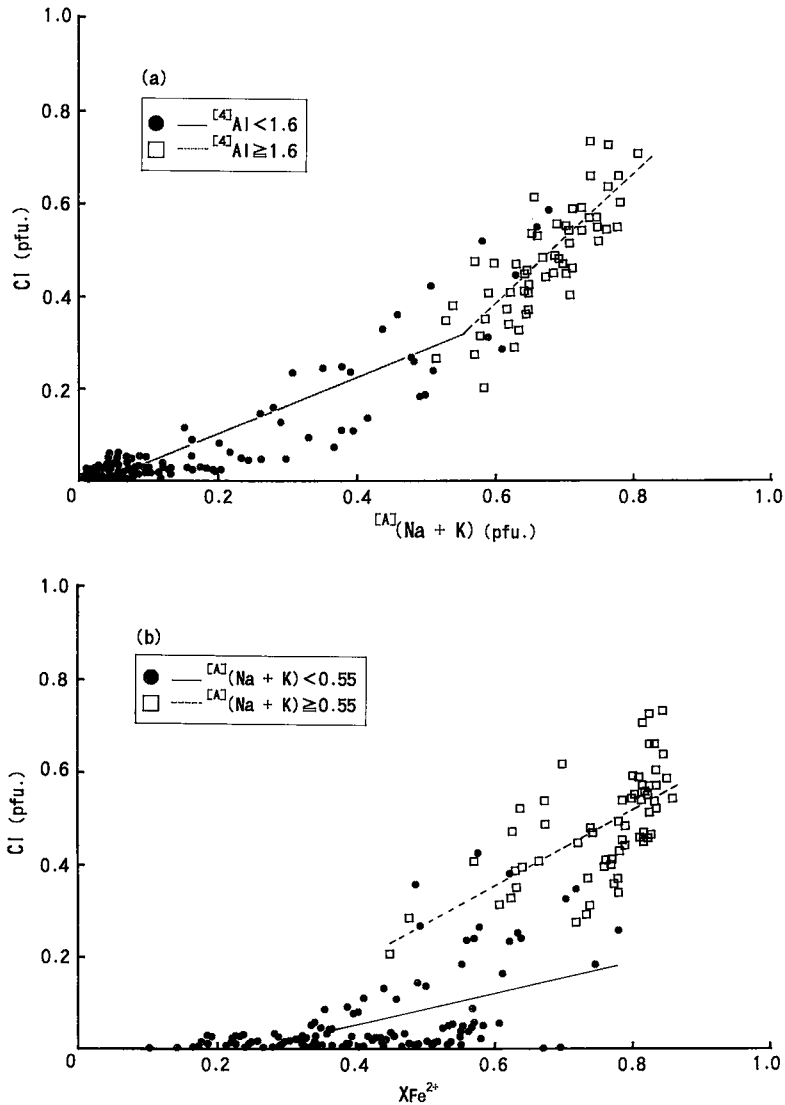 1.0
(a)
[4]Al<1.6
[4]Al≧1.6
0.8
0.6
0.4
0.2
0
Cl (pfu.)
0 0.2 0.4 0.6 0.8 1.0
[A](Na + K) (pfu.)
1.0
(b)
[A](Na + K)<0.55
[A](Na + K)≧0.55
0.8
0.6
0.4
0.2
Cl (pfu.)
0 0.2 0.4 0.6 0.8 1.0
XFe2+